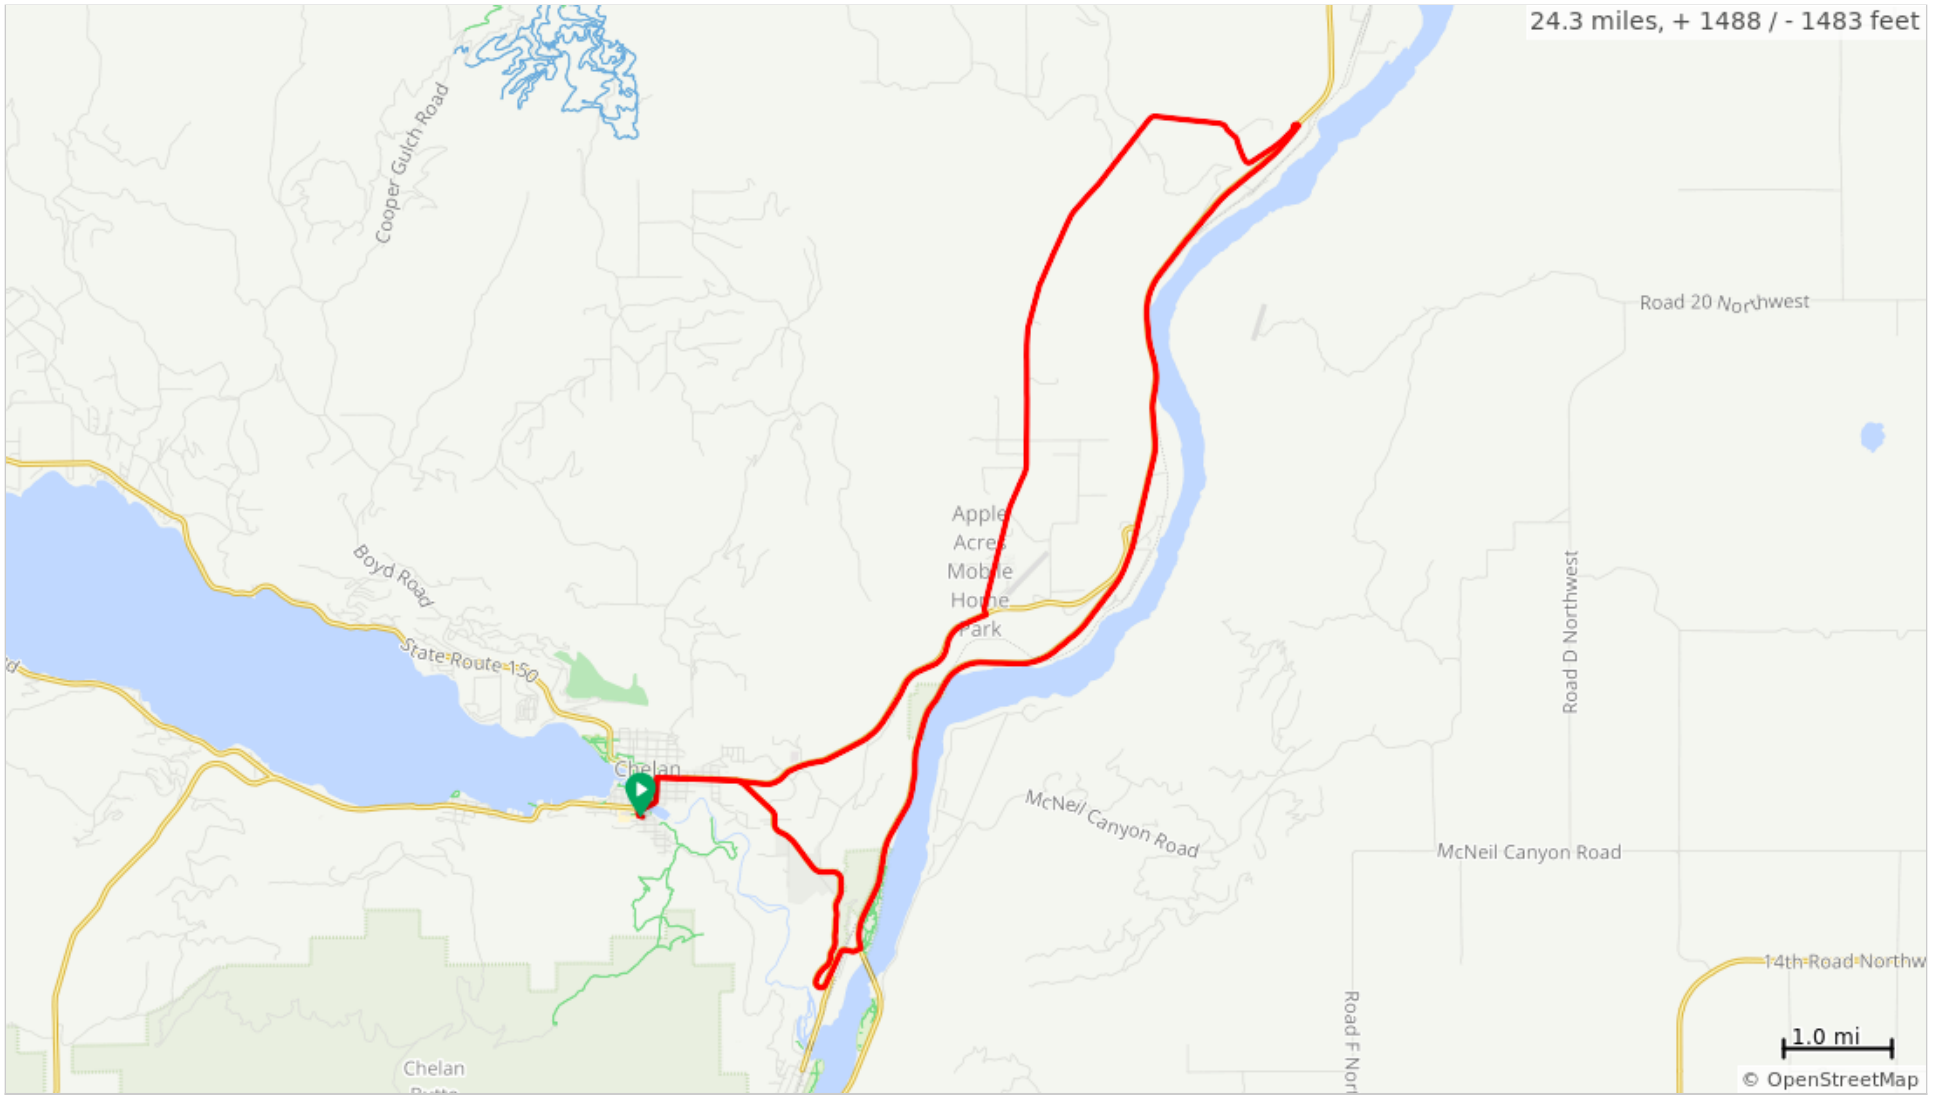 24.3 miles, + 1488 / - 1483 feet
Cooper Gulch Road
Road 20 Northwest
Apple
Acres
Mobile
Home
Park
Boyd Road
State Route 150
Road D Northwest
Chelan
McNeil Canyon Road
McNeil Canyon Road
14th Road Northw
Road F Nor
1.0 mi
Chelan
© OpenStreetMap